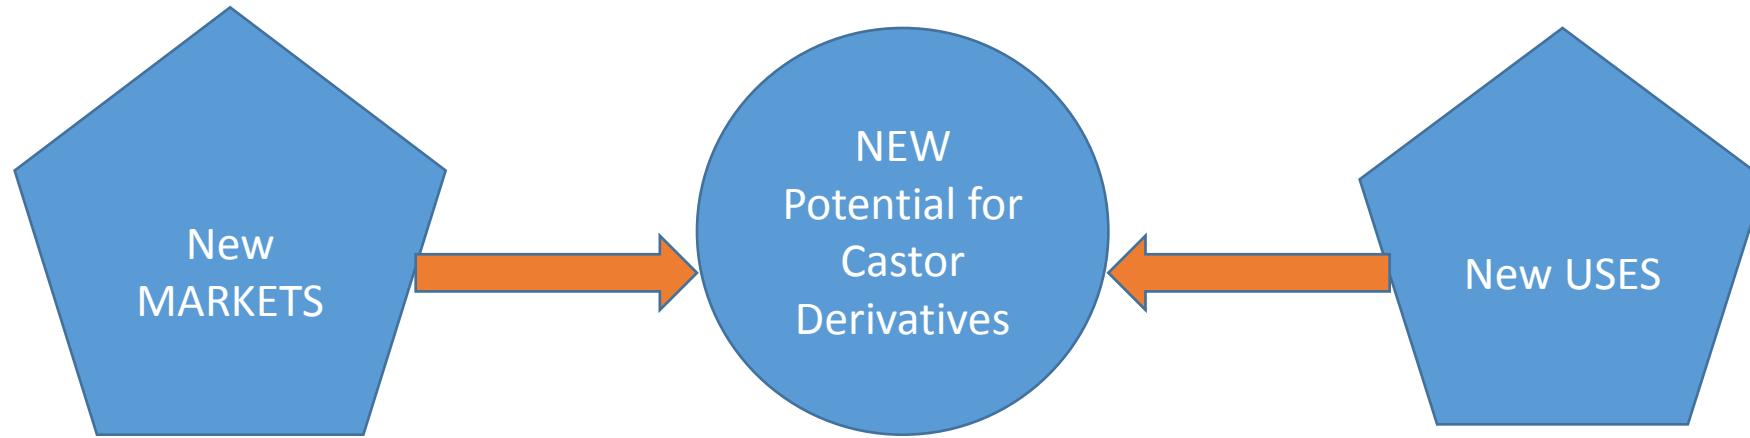 New
MARKETS
NEW
Potential for
Castor
Derivatives
New USES